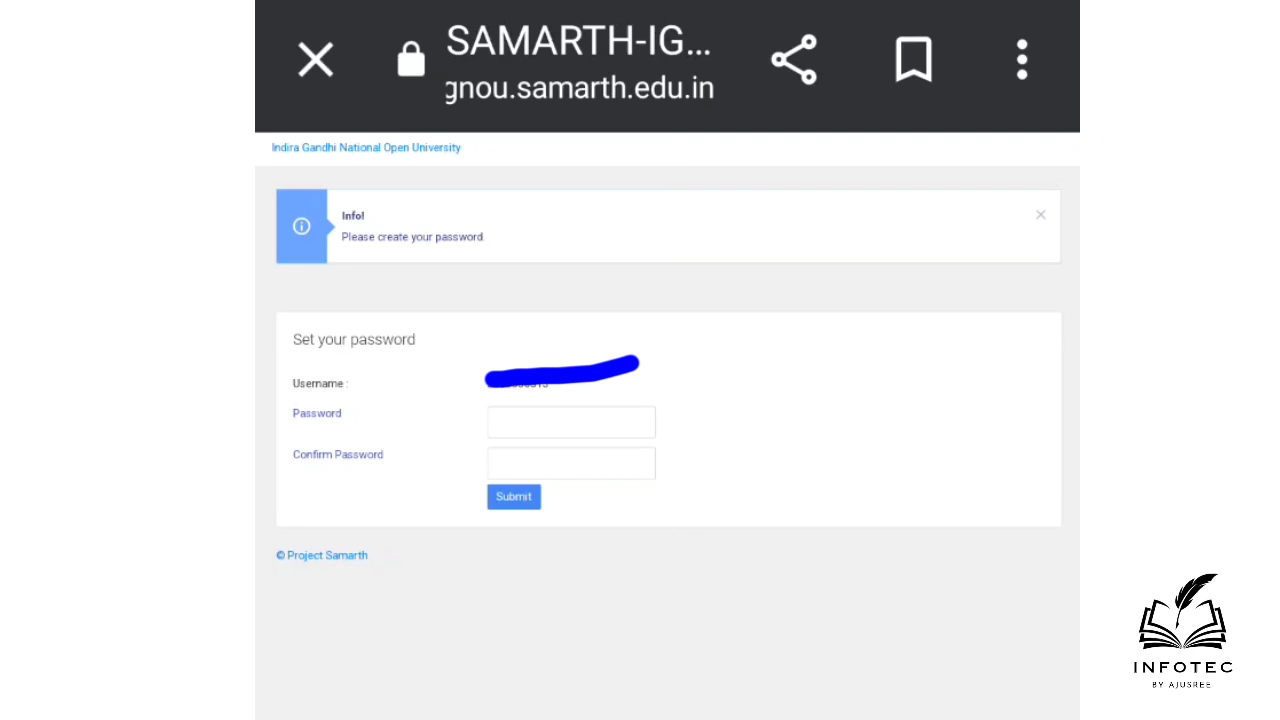 SAMARTH-IG...
gnou.samarth.edu.in
Indira Gandhi National Open University
Info!
Please create your password.
Set your password
Username :
Password
Confirm Password
Submit
© Project Samarth
INFOTEC
BY AJUSREE